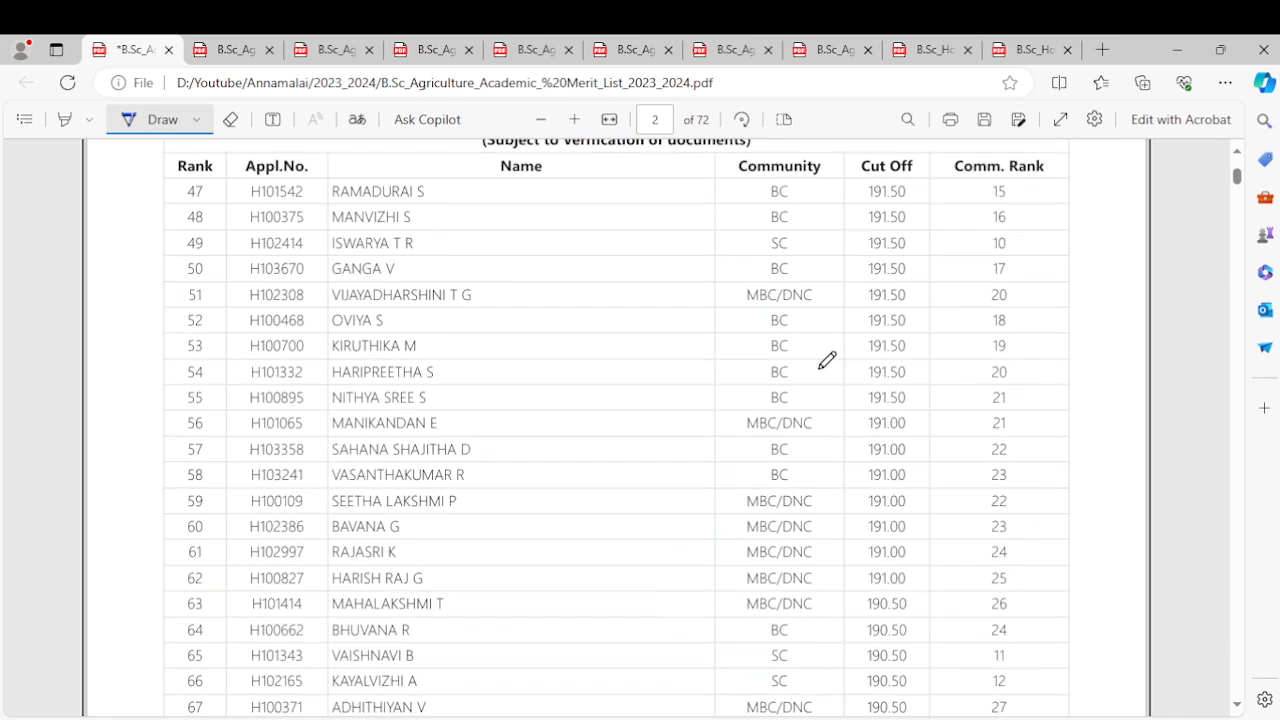 *B.Sc_Ag
B.Sc_Ag
B.Sc_Ag
B.Sc_Ag
B.Sc_Ag
B.Sc_Ag
B.Sc_Ag
B.Sc_Ag
B.Sc_Ho
B.Sc_Ho
File D:/Youtube/Annamalai/2023_2024/B.Sc_Agriculture_Academic_%20Merit_List_2023_2024.pdf
Draw Ask Copilot 2 of 72 Edit with Acrobat
(Subject to verification of documents)
Rank Appl.No. Name Community Cut Off Comm. Rank
47 H101542 RAMADURAI S BC 191.50 15
48 H100375 MANVIZHI S BC 191.50 16
49 H102414 ISWARYA T R SC 191.50 10
50 H103670 GANGA V BC 191.50 17
51 H102308 VIJAYADHARSHINI T G MBC/DNC 191.50 20
52 H100468 OVIYA S BC 191.50 18
53 H100700 KIRUTHIKA M BC 191.50 19
54 H101332 HARIPREETHA S BC 191.50 20
55 H100895 NITHYA SREE S BC 191.50 21
56 H101065 MANIKANDAN E MBC/DNC 191.00 21
57 H103358 SAHANA SHAJITHA D BC 191.00 22
58 H103241 VASANTHAKUMAR R BC 191.00 23
59 H100109 SEETHA LAKSHMI P MBC/DNC 191.00 22
60 H102386 BAVANA G MBC/DNC 191.00 23
61 H102997 RAJASRI K MBC/DNC 191.00 24
62 H100827 HARISH RAJ G MBC/DNC 191.00 25
63 H101414 MAHALAKSHMI T MBC/DNC 190.50 26
64 H100662 BHUVANA R BC 190.50 24
65 H101343 VAISHNAVI B SC 190.50 11
66 H102165 KAYALVIZHI A SC 190.50 12
67 H100371 ADHITHIYAN V MBC/DNC 190.50 27